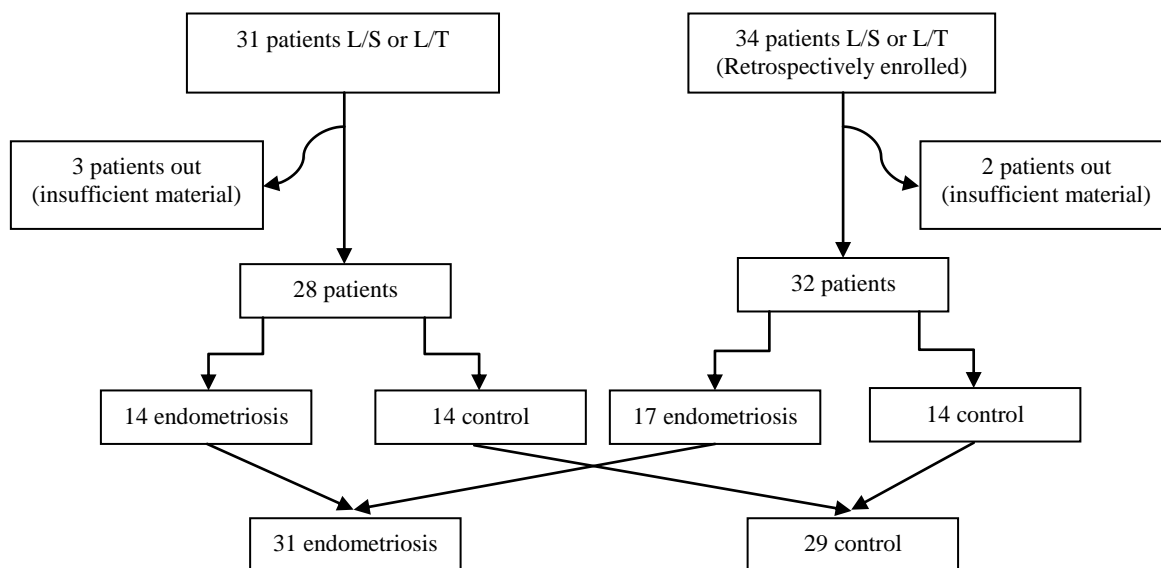 31 patients L/S or L/T
34 patients L/S or L/T
(Retrospectively enrolled)
3 patients out
(insufficient material)
2 patients out
(insufficient material)
28 patients
32 patients
14 endometriosis
14 control
17 endometriosis
14 control
31 endometriosis
29 control